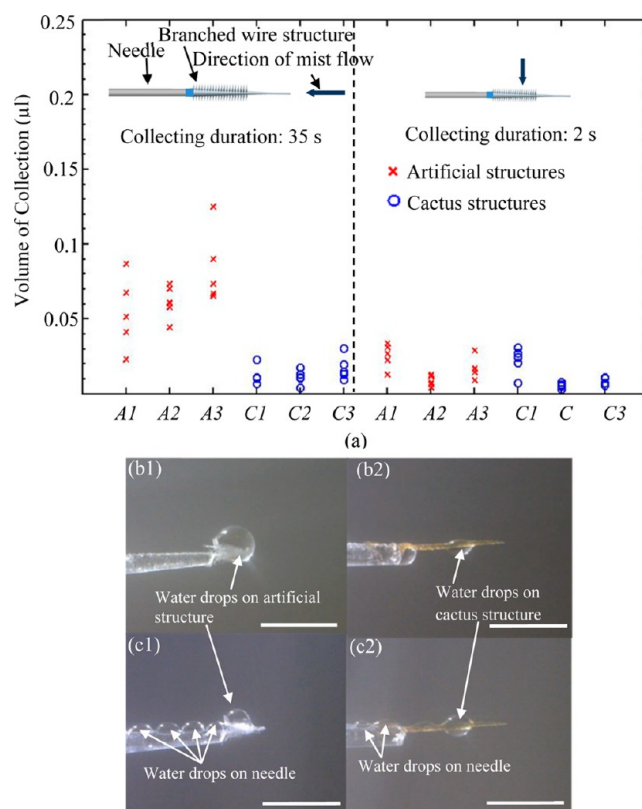 0.25
0.2
0.15
0.1
0.05
Volume of Collection (µl)
Branched wire structure
Needle
Direction of mist flow
Collecting duration: 35 s
Collecting duration: 2 s
Artificial structures
Cactus structures
A1 A2 A3 C1 C2 C3 A1 A2 A3 C1 C C3
(a)
(b1)
(b2)
Water drops on artificial
structure
Water drops on
cactus structure
(c1)
(c2)
Water drops on needle
Water drops on needle